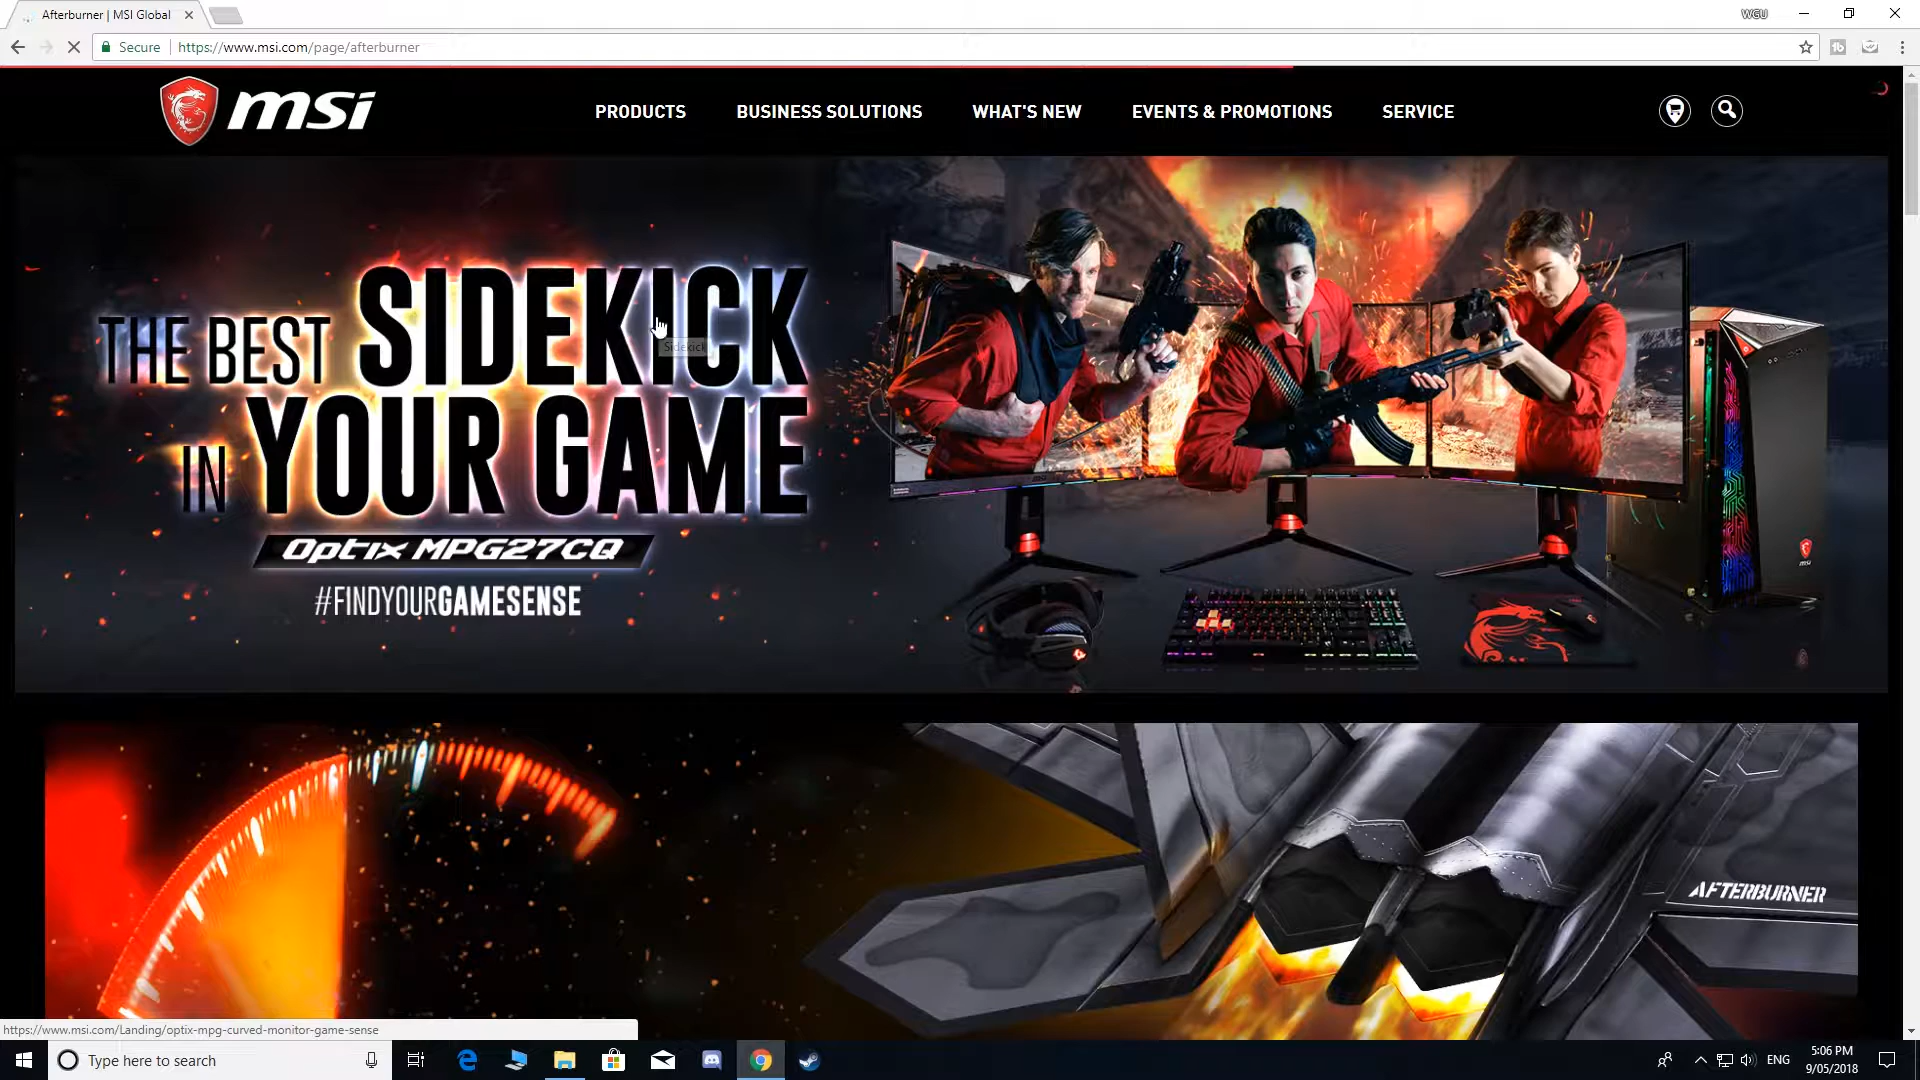 Afterburner | MSI Global
WGU
Secure
https://www.msi.com/page/afterburner
msi
PRODUCTS
BUSINESS SOLUTIONS
WHAT'S NEW
EVENTS & PROMOTIONS
SERVICE
THE BEST SIDEKICK
Sidekick
IN YOUR GAME
Optix MPG27CQ
#FINDYOURGAMESENSE
AFTERBURNER
https://www.msi.com/Landing/optix-mpg-curved-monitor-game-sense
Type here to search
ENG
5:06 PM
9/05/2018